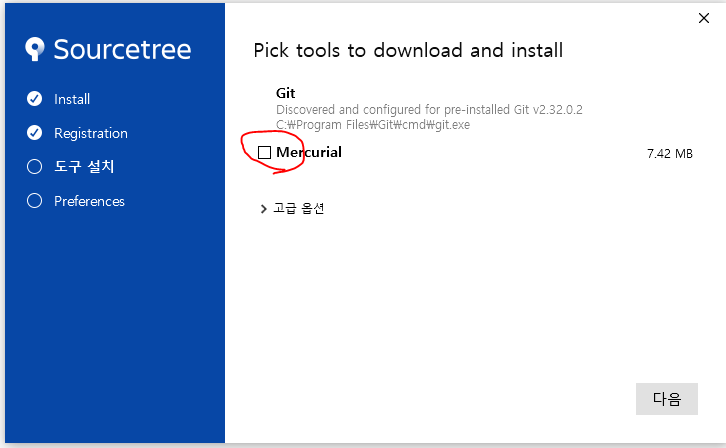 Sourcetree
Install
Registration
도구 설치
Preferences
Pick tools to download and install
Git
Discovered and configured for pre-installed Git v2.32.0.2
C:₩Program Files₩Git₩cmd₩git.exe
Mercurial 7.42 MB
고급 옵션
다음